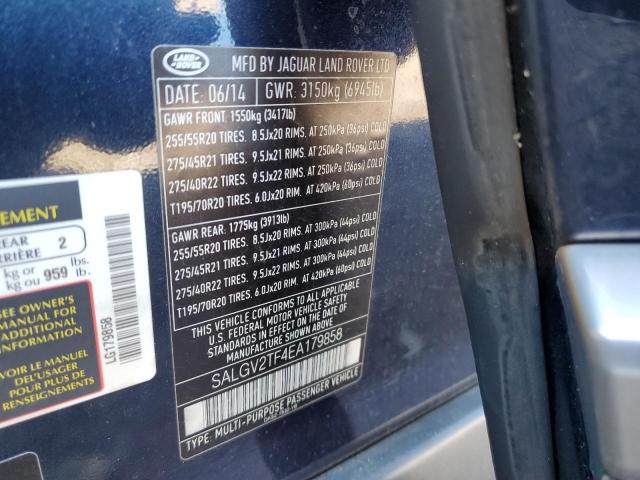 LAND ROVER
MFD BY JAGUAR LAND ROVER LTD
DATE: 06/14 GWR: 3150kg (6945lb)
GAWR FRONT: 1550kg (3417lb)
255/55R20 TIRES. 8.5Jx20 RIMS. AT 250kPa (36psi) COLD
275/45R21 TIRES. 9.5Jx21 RIMS. AT 250kPa (36psi) COLD
275/40R22 TIRES. 9.5Jx22 RIMS. AT 250kPa (36psi) COLD
T195/70R20 TIRES. 6.0Jx20 RIM. AT 420kPa (60psi) COLD
GAWR REAR: 1775kg (3913lb)
255/55R20 TIRES. 8.5Jx20 RIMS. AT 300kPa (44psi) COLD
275/45R21 TIRES. 9.5Jx21 RIMS. AT 300kPa (44psi) COLD
275/40R22 TIRES. 9.5Jx22 RIMS. AT 300kPa (44psi) COLD
T195/70R20 TIRES. 6.0Jx20 RIM. AT 420kPa (60psi) COLD
THIS VEHICLE CONFORMS TO ALL APPLICABLE
U.S. FEDERAL MOTOR VEHICLE SAFETY
STANDARDS IN EFFECT ON THE DATE OF
MANUFACTURE SHOWN ABOVE.
SALGV2TF4EA179858
TYPE: MULTI-PURPOSE PASSENGER VEHICLE
EMENT
REAR
RRIÈRE 2
kg or
kg ou 959 lbs.
lb.
SEE OWNER'S
MANUAL FOR
ADDITIONAL
INFORMATION
VOIR LE MANUEL
DE L'USAGER
POUR PLUS DE
RENSEIGNEMENTS
LG179858